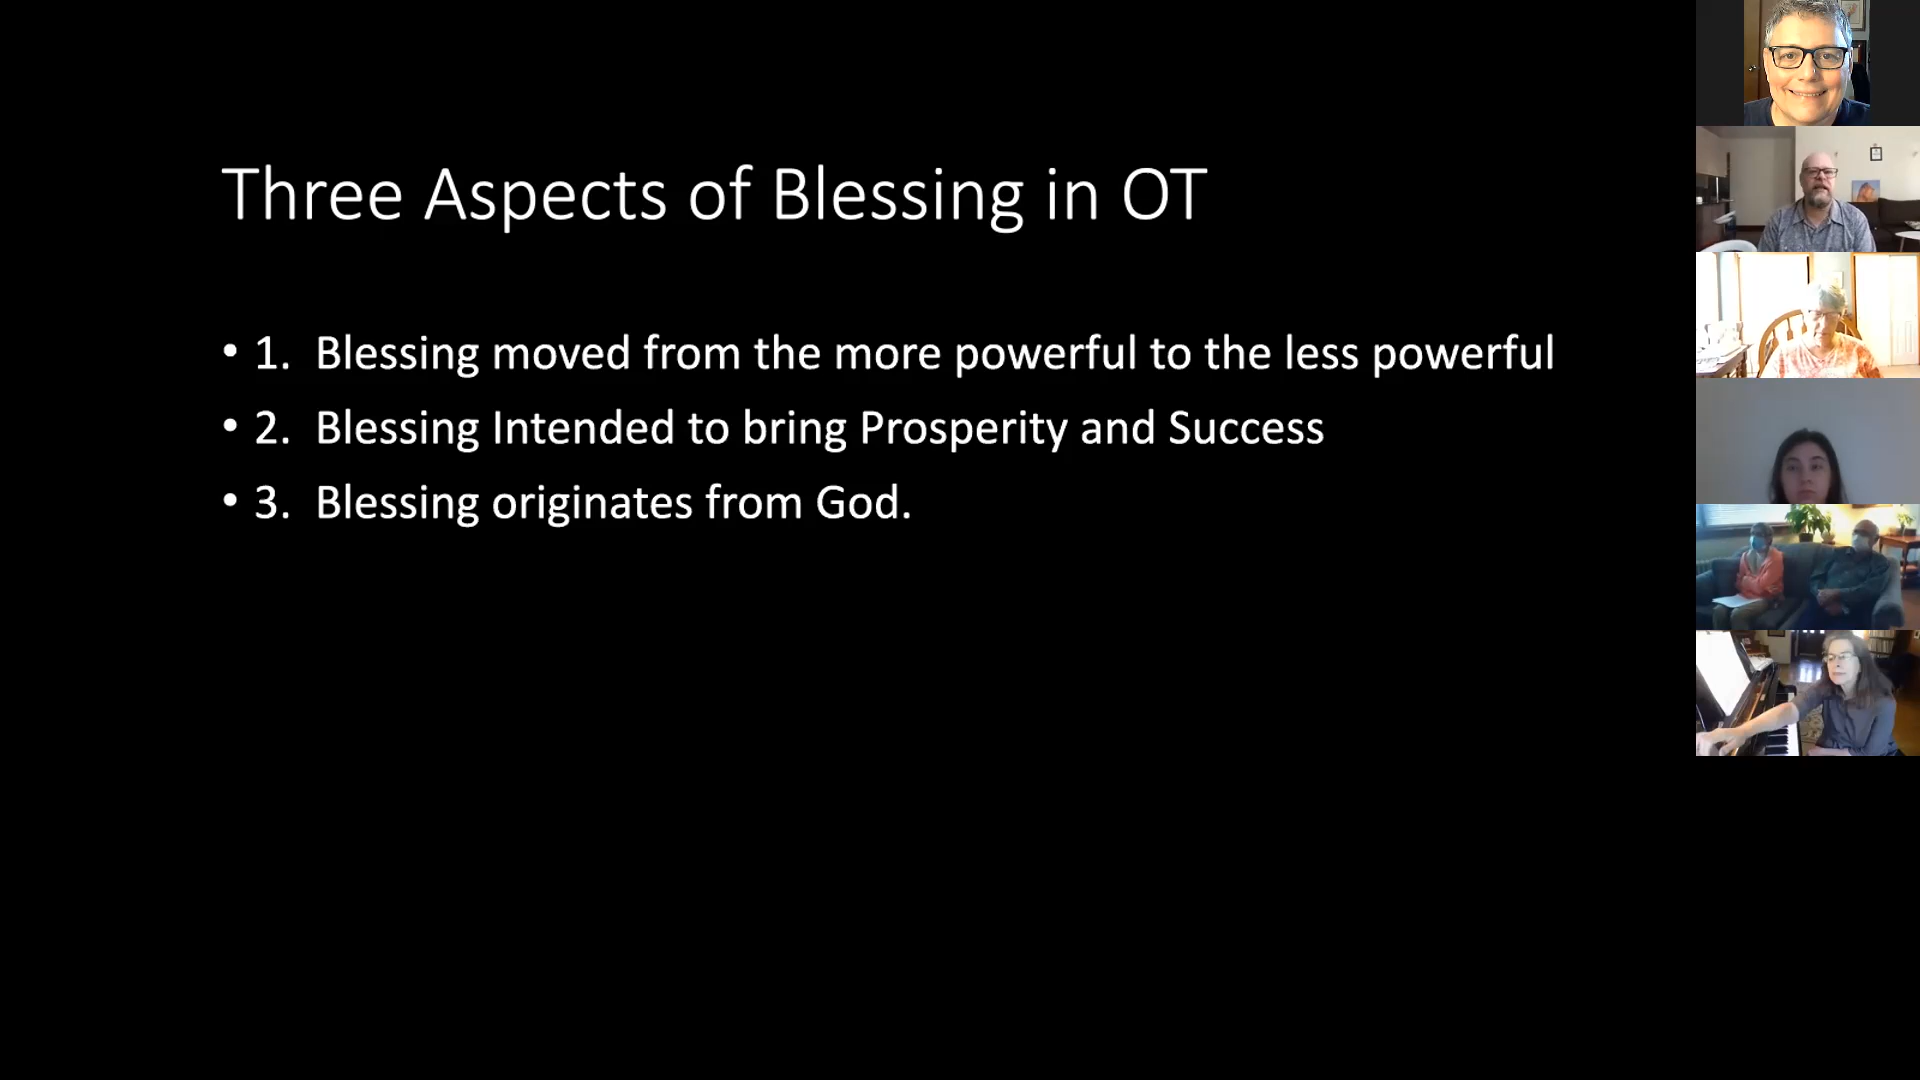 Three Aspects of Blessing in OT
• 1. Blessing moved from the more powerful to the less powerful
• 2. Blessing Intended to bring Prosperity and Success
• 3. Blessing originates from God.